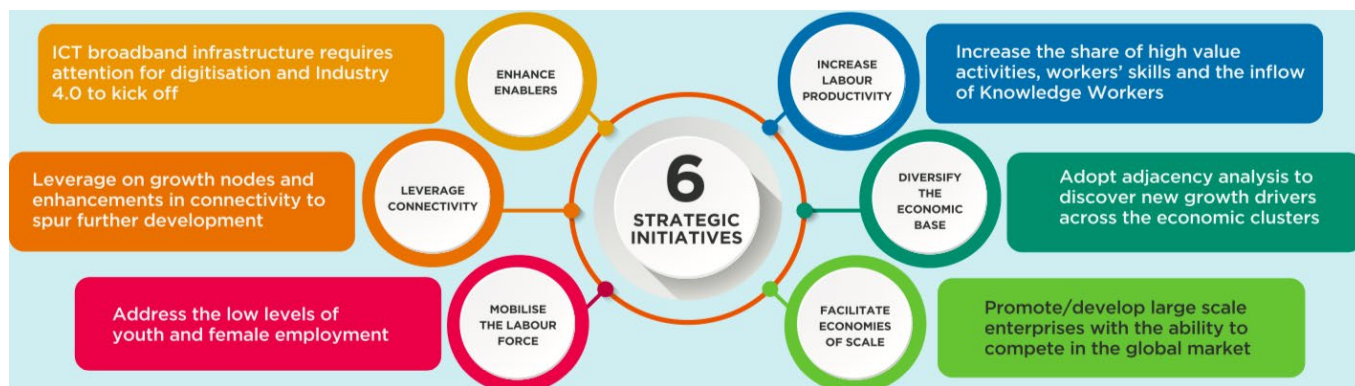 ICT broadband infrastructure requires
attention for digitisation and Industry
4.0 to kick off
ENHANCE
ENABLERS
INCREASE
LABOUR
PRODUCTIVITY
Increase the share of high value
activities, workers' skills and the inflow
of Knowledge Workers
Leverage on growth nodes and
enhancements in connectivity to
spur further development
LEVERAGE
CONNECTIVITY
6
STRATEGIC
INITIATIVES
DIVERSIFY
THE
ECONOMIC
BASE
Adopt adjacency analysis to
discover new growth drivers
across the economic clusters
Address the low levels of
youth and female employment
MOBILISE
THE LABOUR
FORCE
FACILITATE
ECONOMIES
OF SCALE
Promote/develop large scale
enterprises with the ability to
compete in the global market